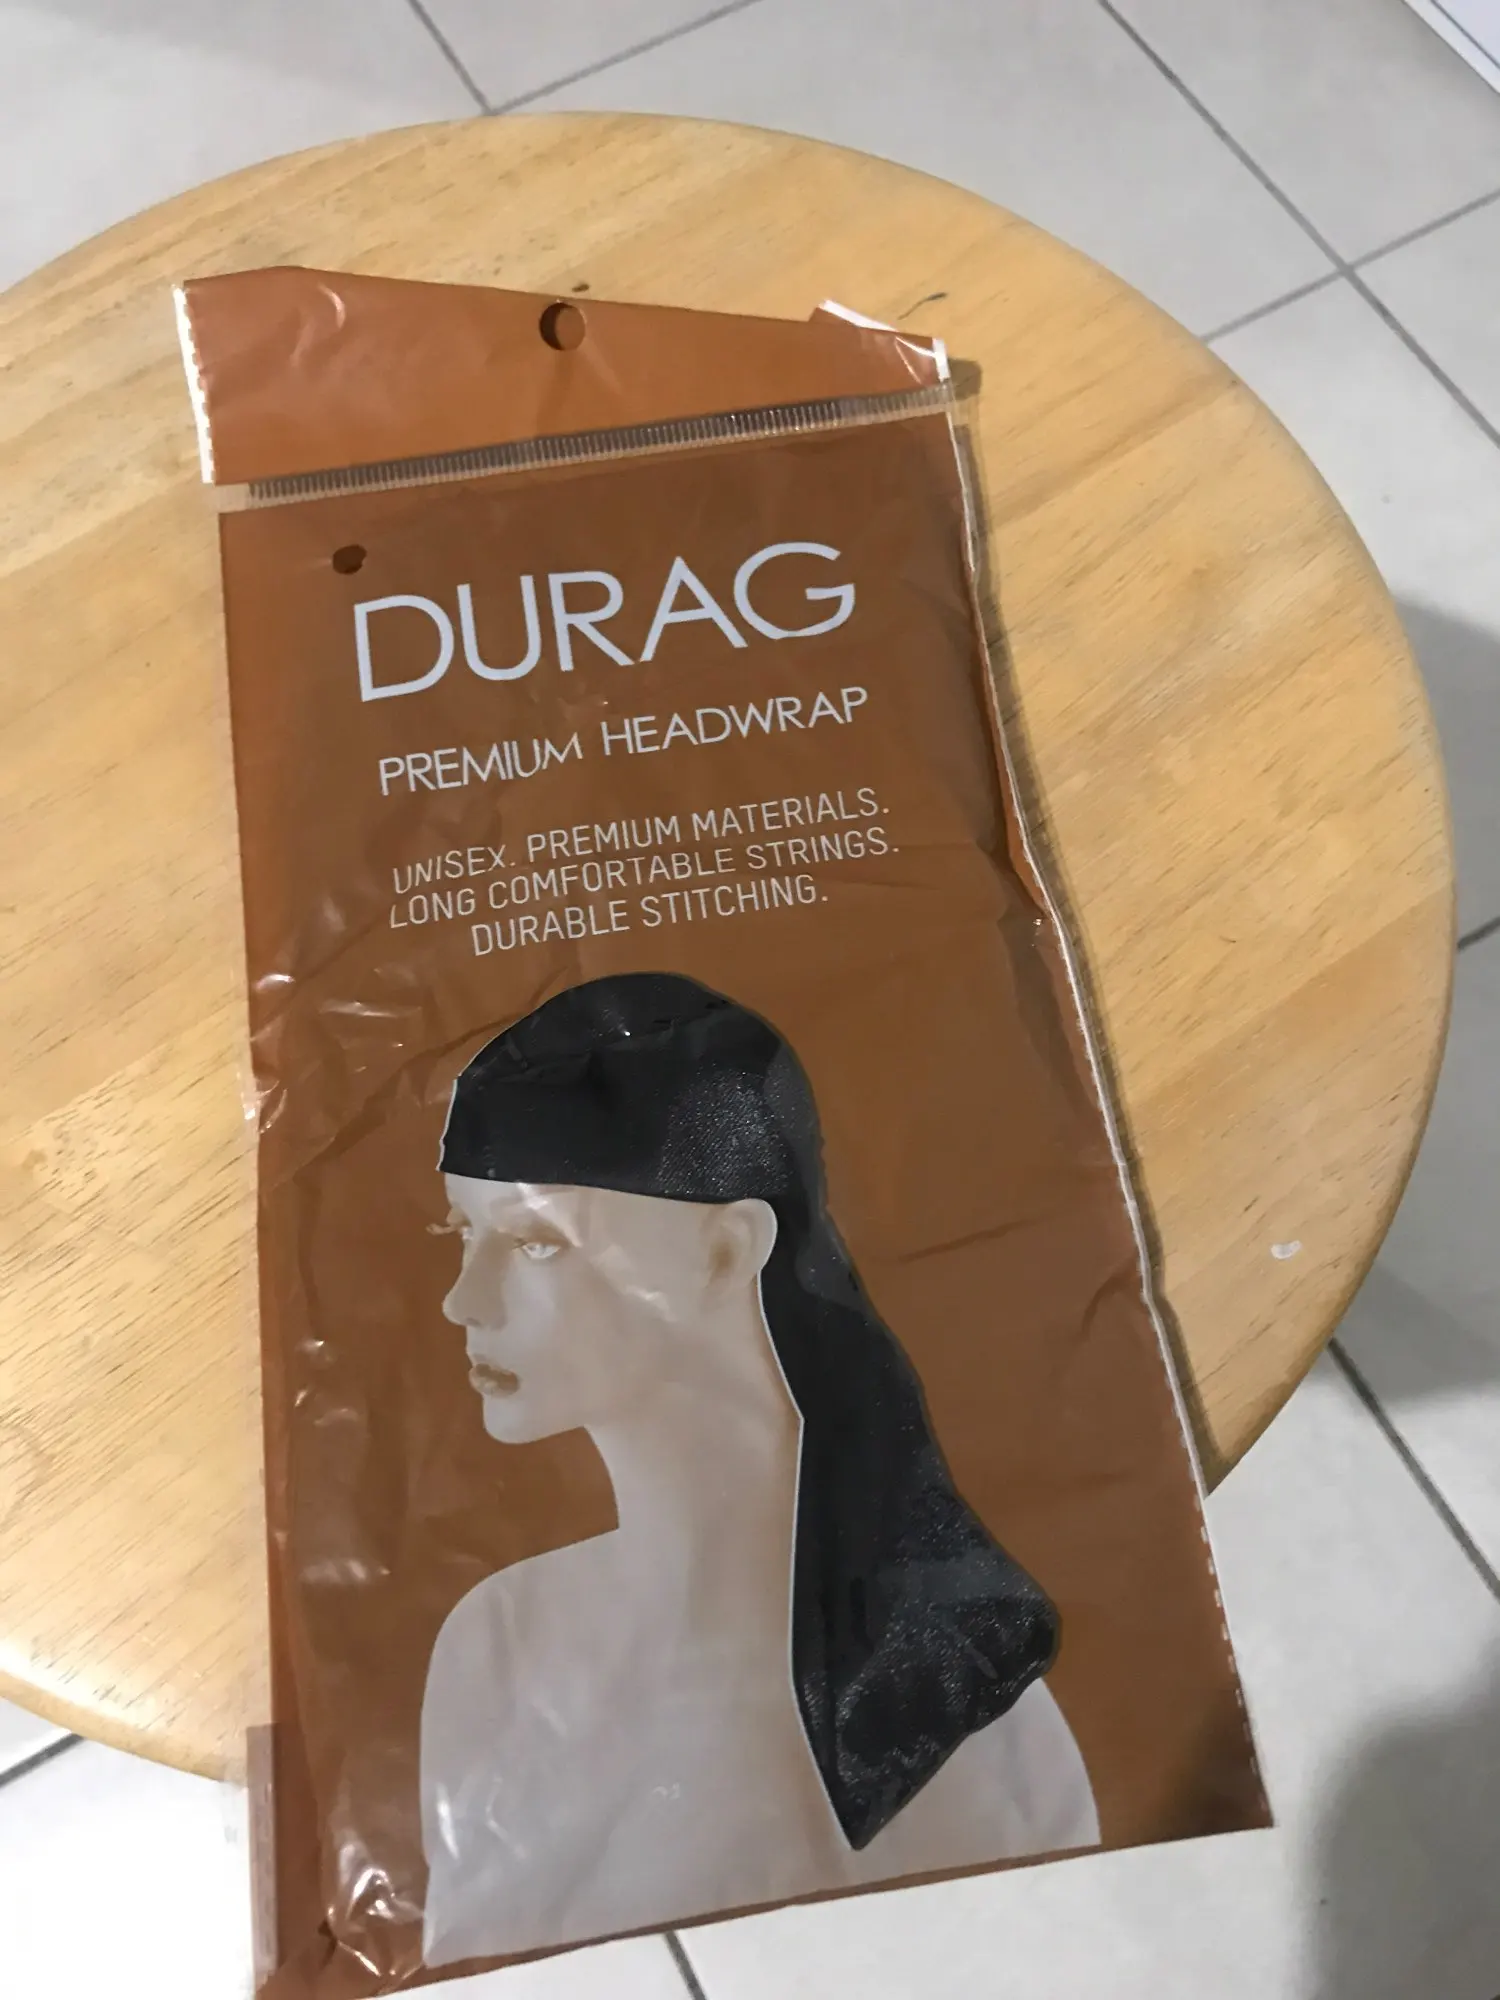 DURAG
PREMIUM HEADWRAP
UNISEX. PREMIUM MATERIALS.
LONG COMFORTABLE STRINGS.
DURABLE STITCHING.